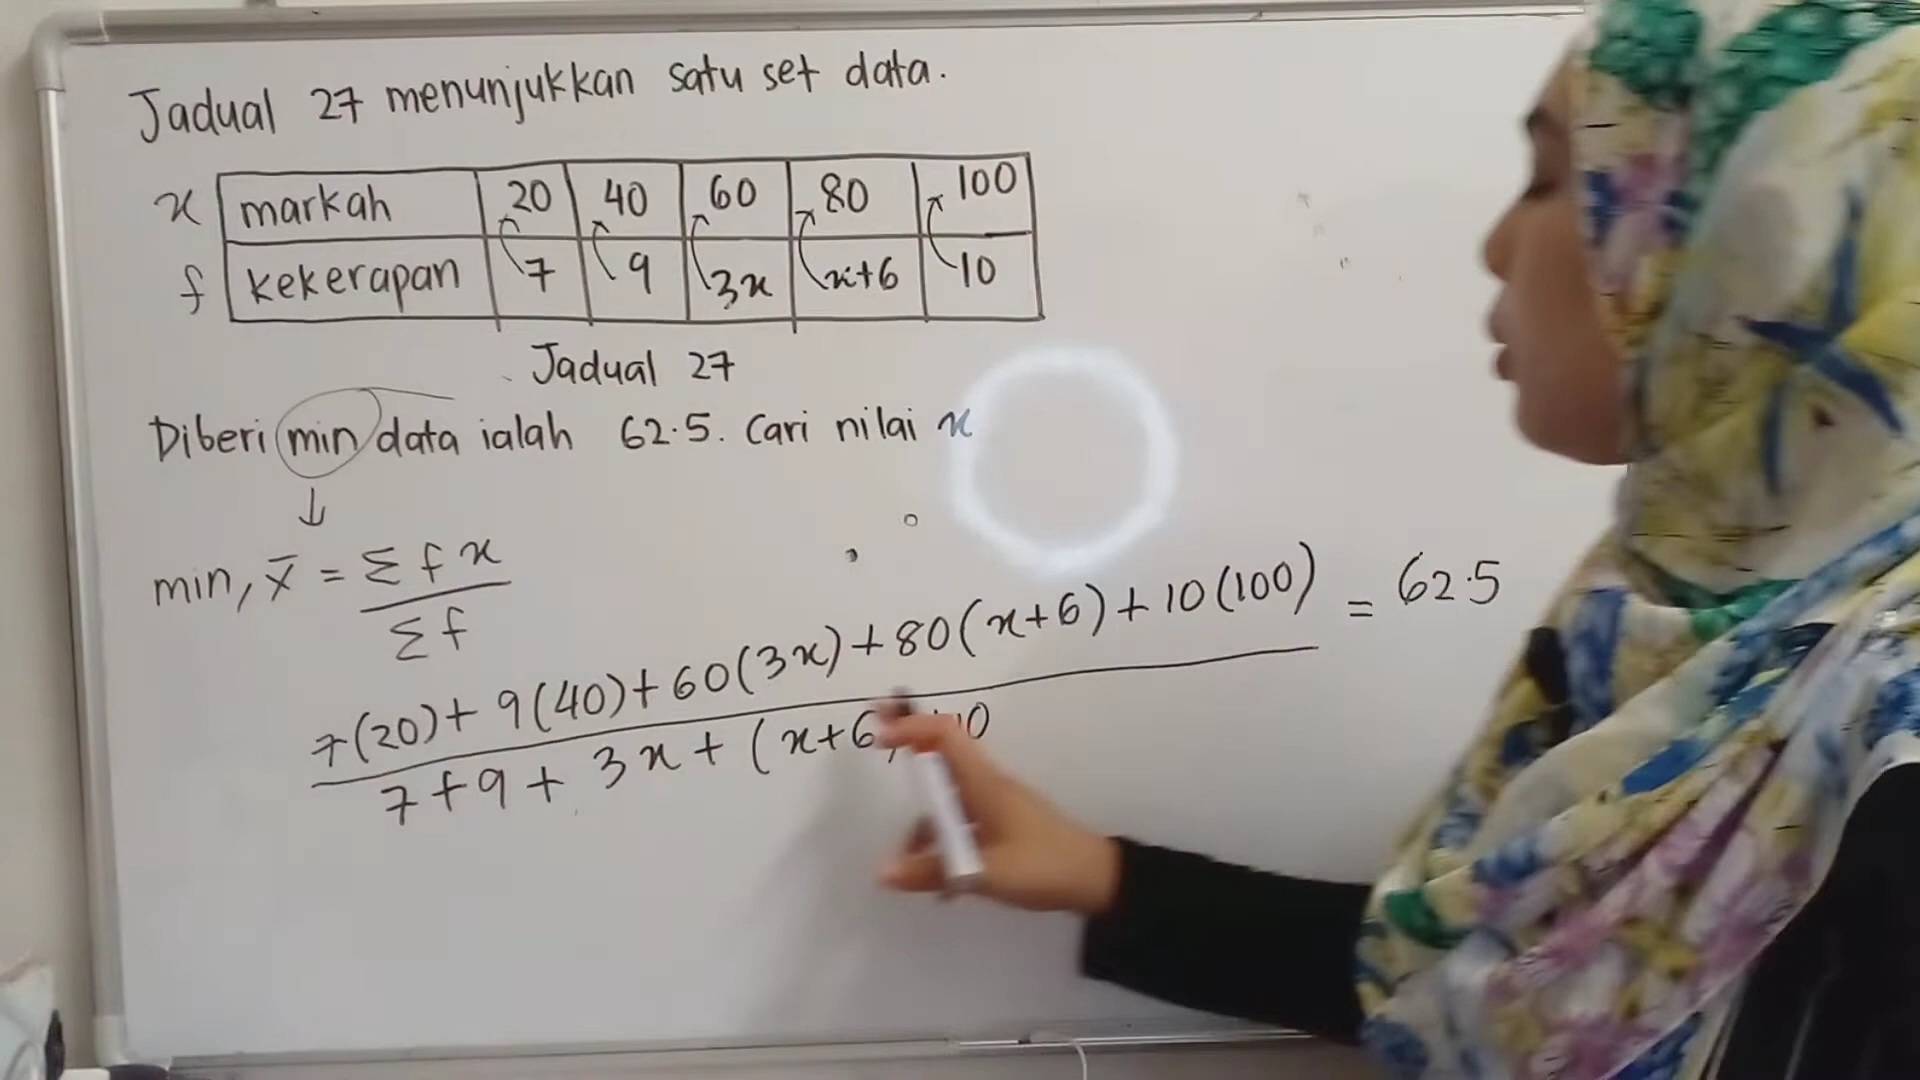 Jadual 27 menunjukkan satu set data.
x markah 20 40 60 80 100
f kekerapan 7 9 3x x+6 10
Jadual 27
Diberi min data ialah 62.5. Cari nilai x
↓
min, x̄ = Σfx
Σf
7(20)+ 9(40)+ 60(3x)+80(x+6)+10(100) = 62.5
7+9+ 3x+ (x+6 10